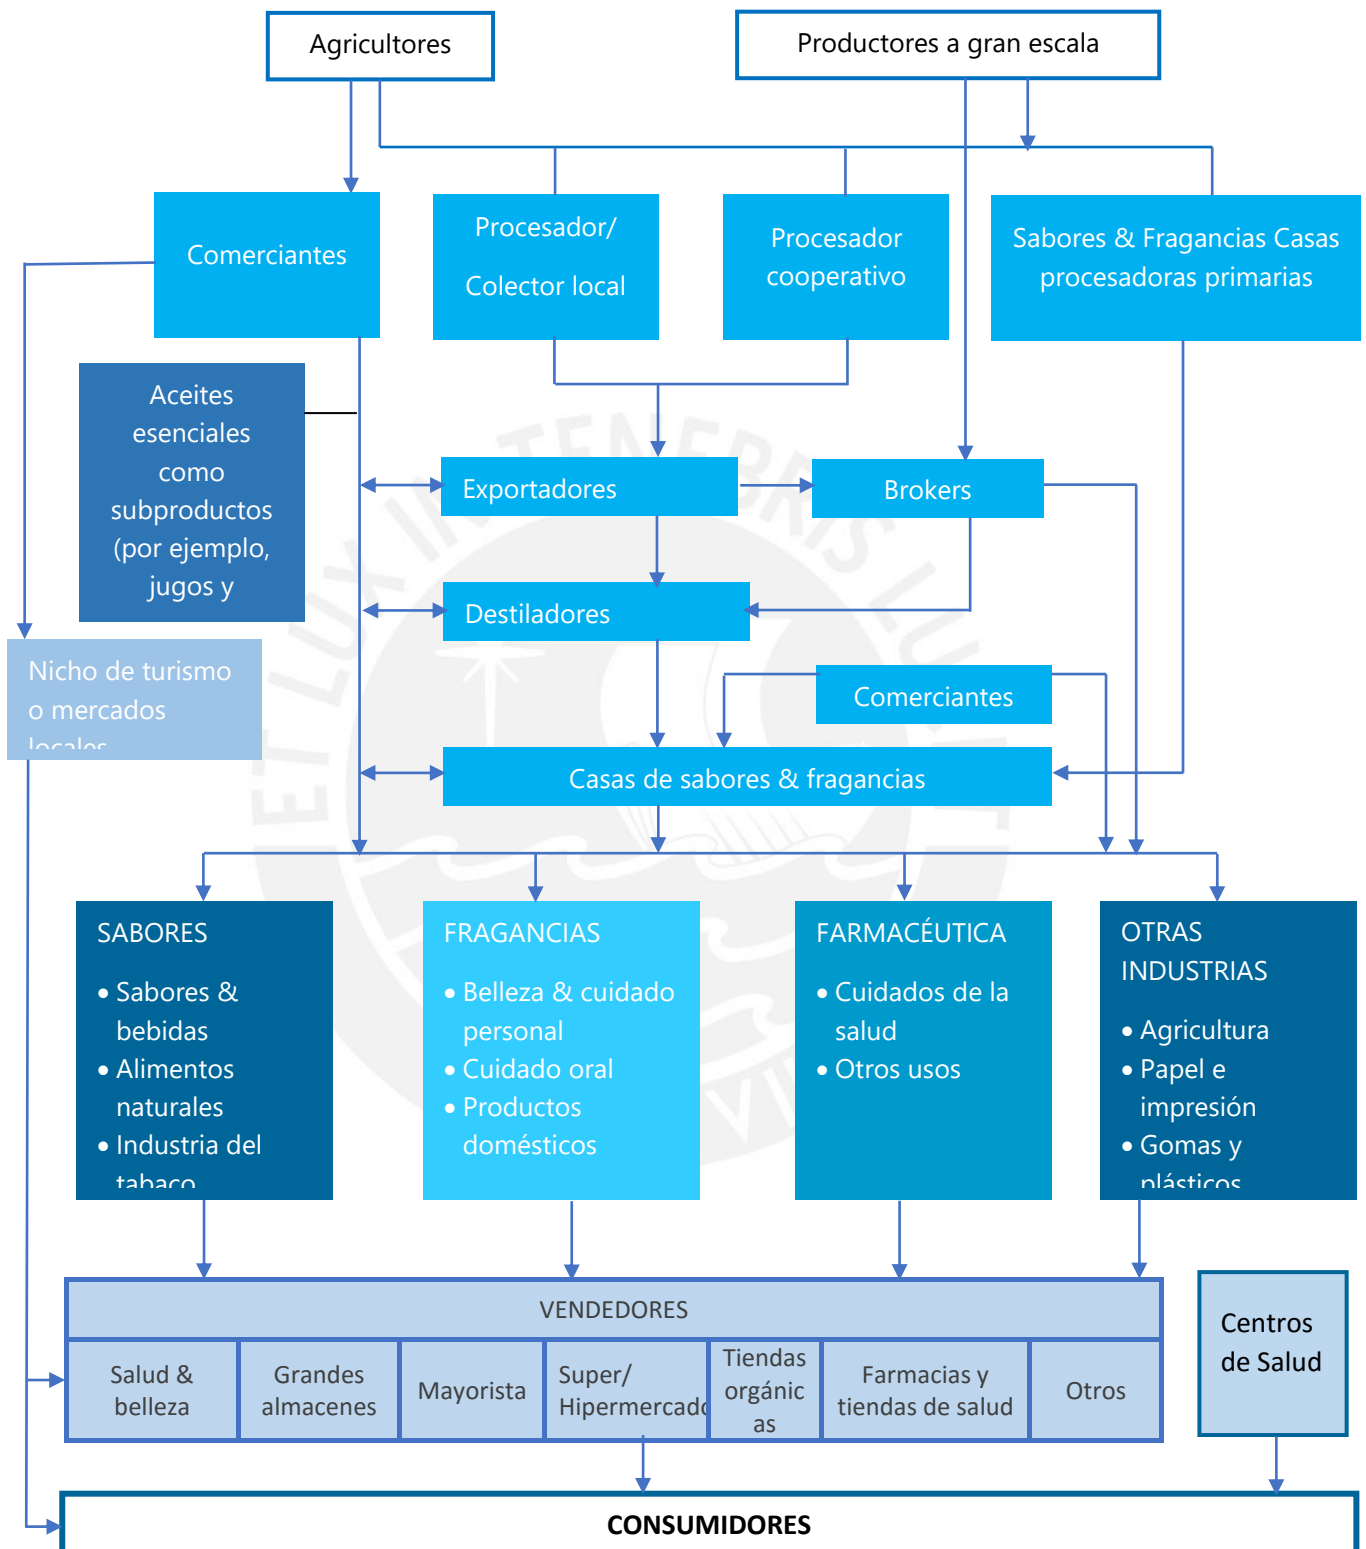 Agricultores
Productores a gran escala
Comerciantes
Procesador/
Colector local
Procesador
cooperativo
Sabores & Fragancias Casas
procesadoras primarias
Aceites
esenciales
como
subproductos
(por ejemplo,
jugos y
Exportadores
Brokers
Destiladores
Nicho de turismo
o mercados
locales
Comerciantes
Casas de sabores & fragancias
SABORES
• Sabores &
bebidas
• Alimentos
naturales
• Industria del
tabaco
FRAGANCIAS
• Belleza & cuidado
personal
• Cuidado oral
• Productos
domésticos
FARMACÉUTICA
• Cuidados de la
salud
• Otros usos
OTRAS
INDUSTRIAS
• Agricultura
• Papel e
impresión
• Gomas y
plásticos
VENDEDORES
Salud &
belleza
Grandes
almacenes
Mayorista
Super/
Hipermercado
Tiendas
orgánic
as
Farmacias y
tiendas de salud
Otros
Centros
de Salud
CONSUMIDORES